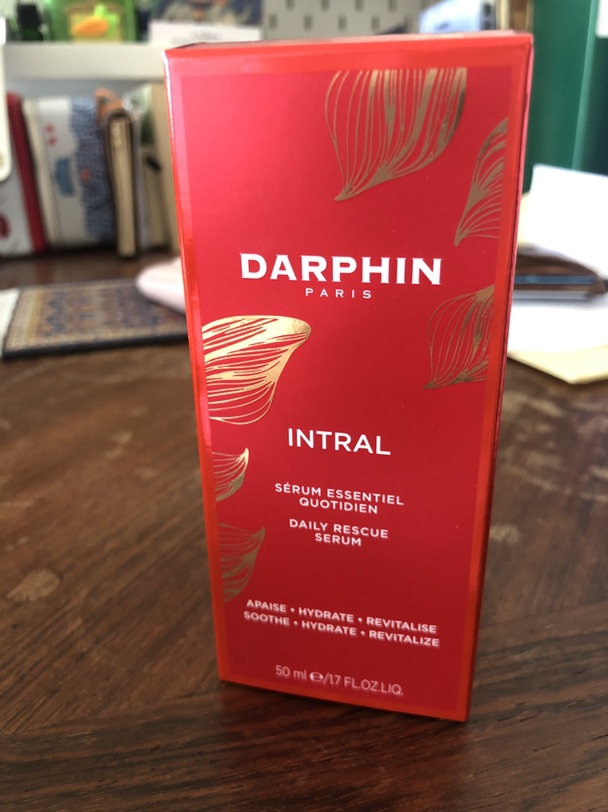 DARPHIN
PARIS
INTRAL
SÉRUM ESSENTIEL
QUOTIDIEN
DAILY RESCUE
SERUM
APAISE • HYDRATE • REVITALISE
SOOTHE • HYDRATE • REVITALIZE
50 ml ℮/1.7 FL.OZ.LIQ.